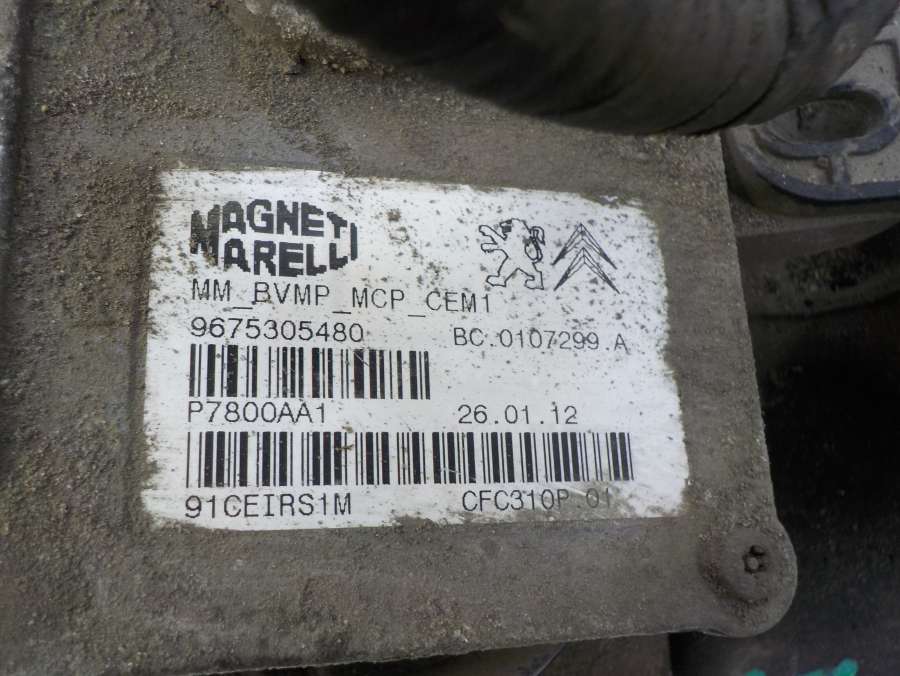 MAGNETI
MARELLI
MM_BVMP_MCP_CEM1
9675305480 BC.0107299 A
P7800AA1 26.01.12
91CEIRS1M CFC310P.01